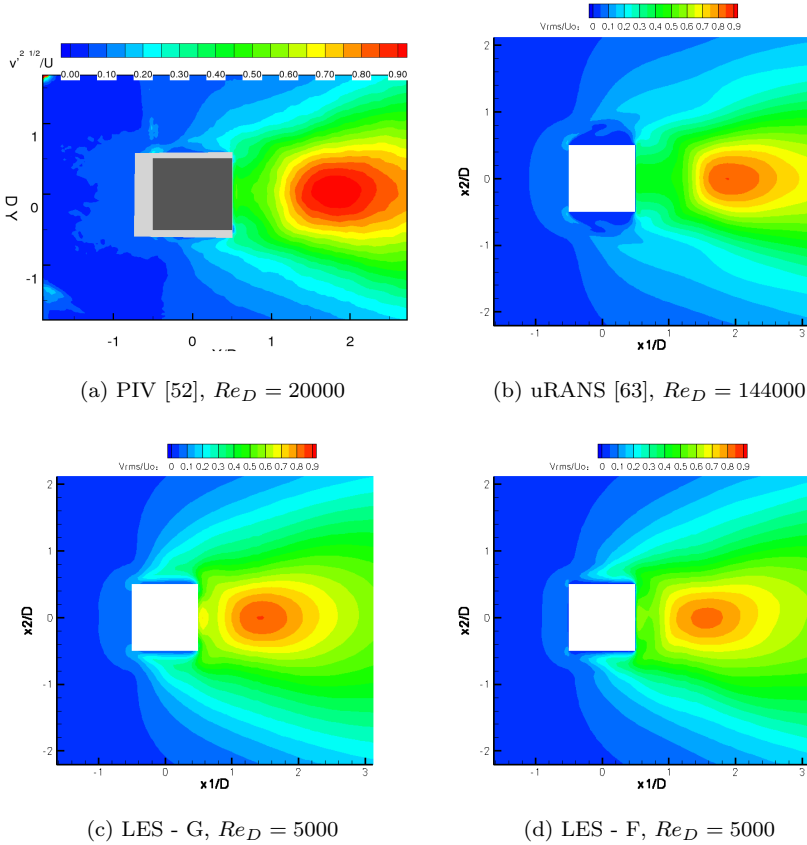 v'² ¹/²/U
0.00 0.10 0.20 0.30 0.40 0.50 0.60 0.70 0.80 0.90
1
0
-1
D Y
-1 0 1 2
(a) PIV [52], Re_D = 20000
Vrms/Uo: 0 0.1 0.2 0.3 0.4 0.5 0.6 0.7 0.8 0.9
2
1
0
-1
-2
x2/D
-1 0 1 2 3
x1/D
(b) uRANS [63], Re_D = 144000
Vrms/Uo: 0 0.1 0.2 0.3 0.4 0.5 0.6 0.7 0.8 0.9
2
1
0
-1
-2
x2/D
-1 0 1 2 3
x1/D
(c) LES - G, Re_D = 5000
Vrms/Uo: 0 0.1 0.2 0.3 0.4 0.5 0.6 0.7 0.8 0.9
2
1
0
-1
-2
x2/D
-1 0 1 2 3
x1/D
(d) LES - F, Re_D = 5000